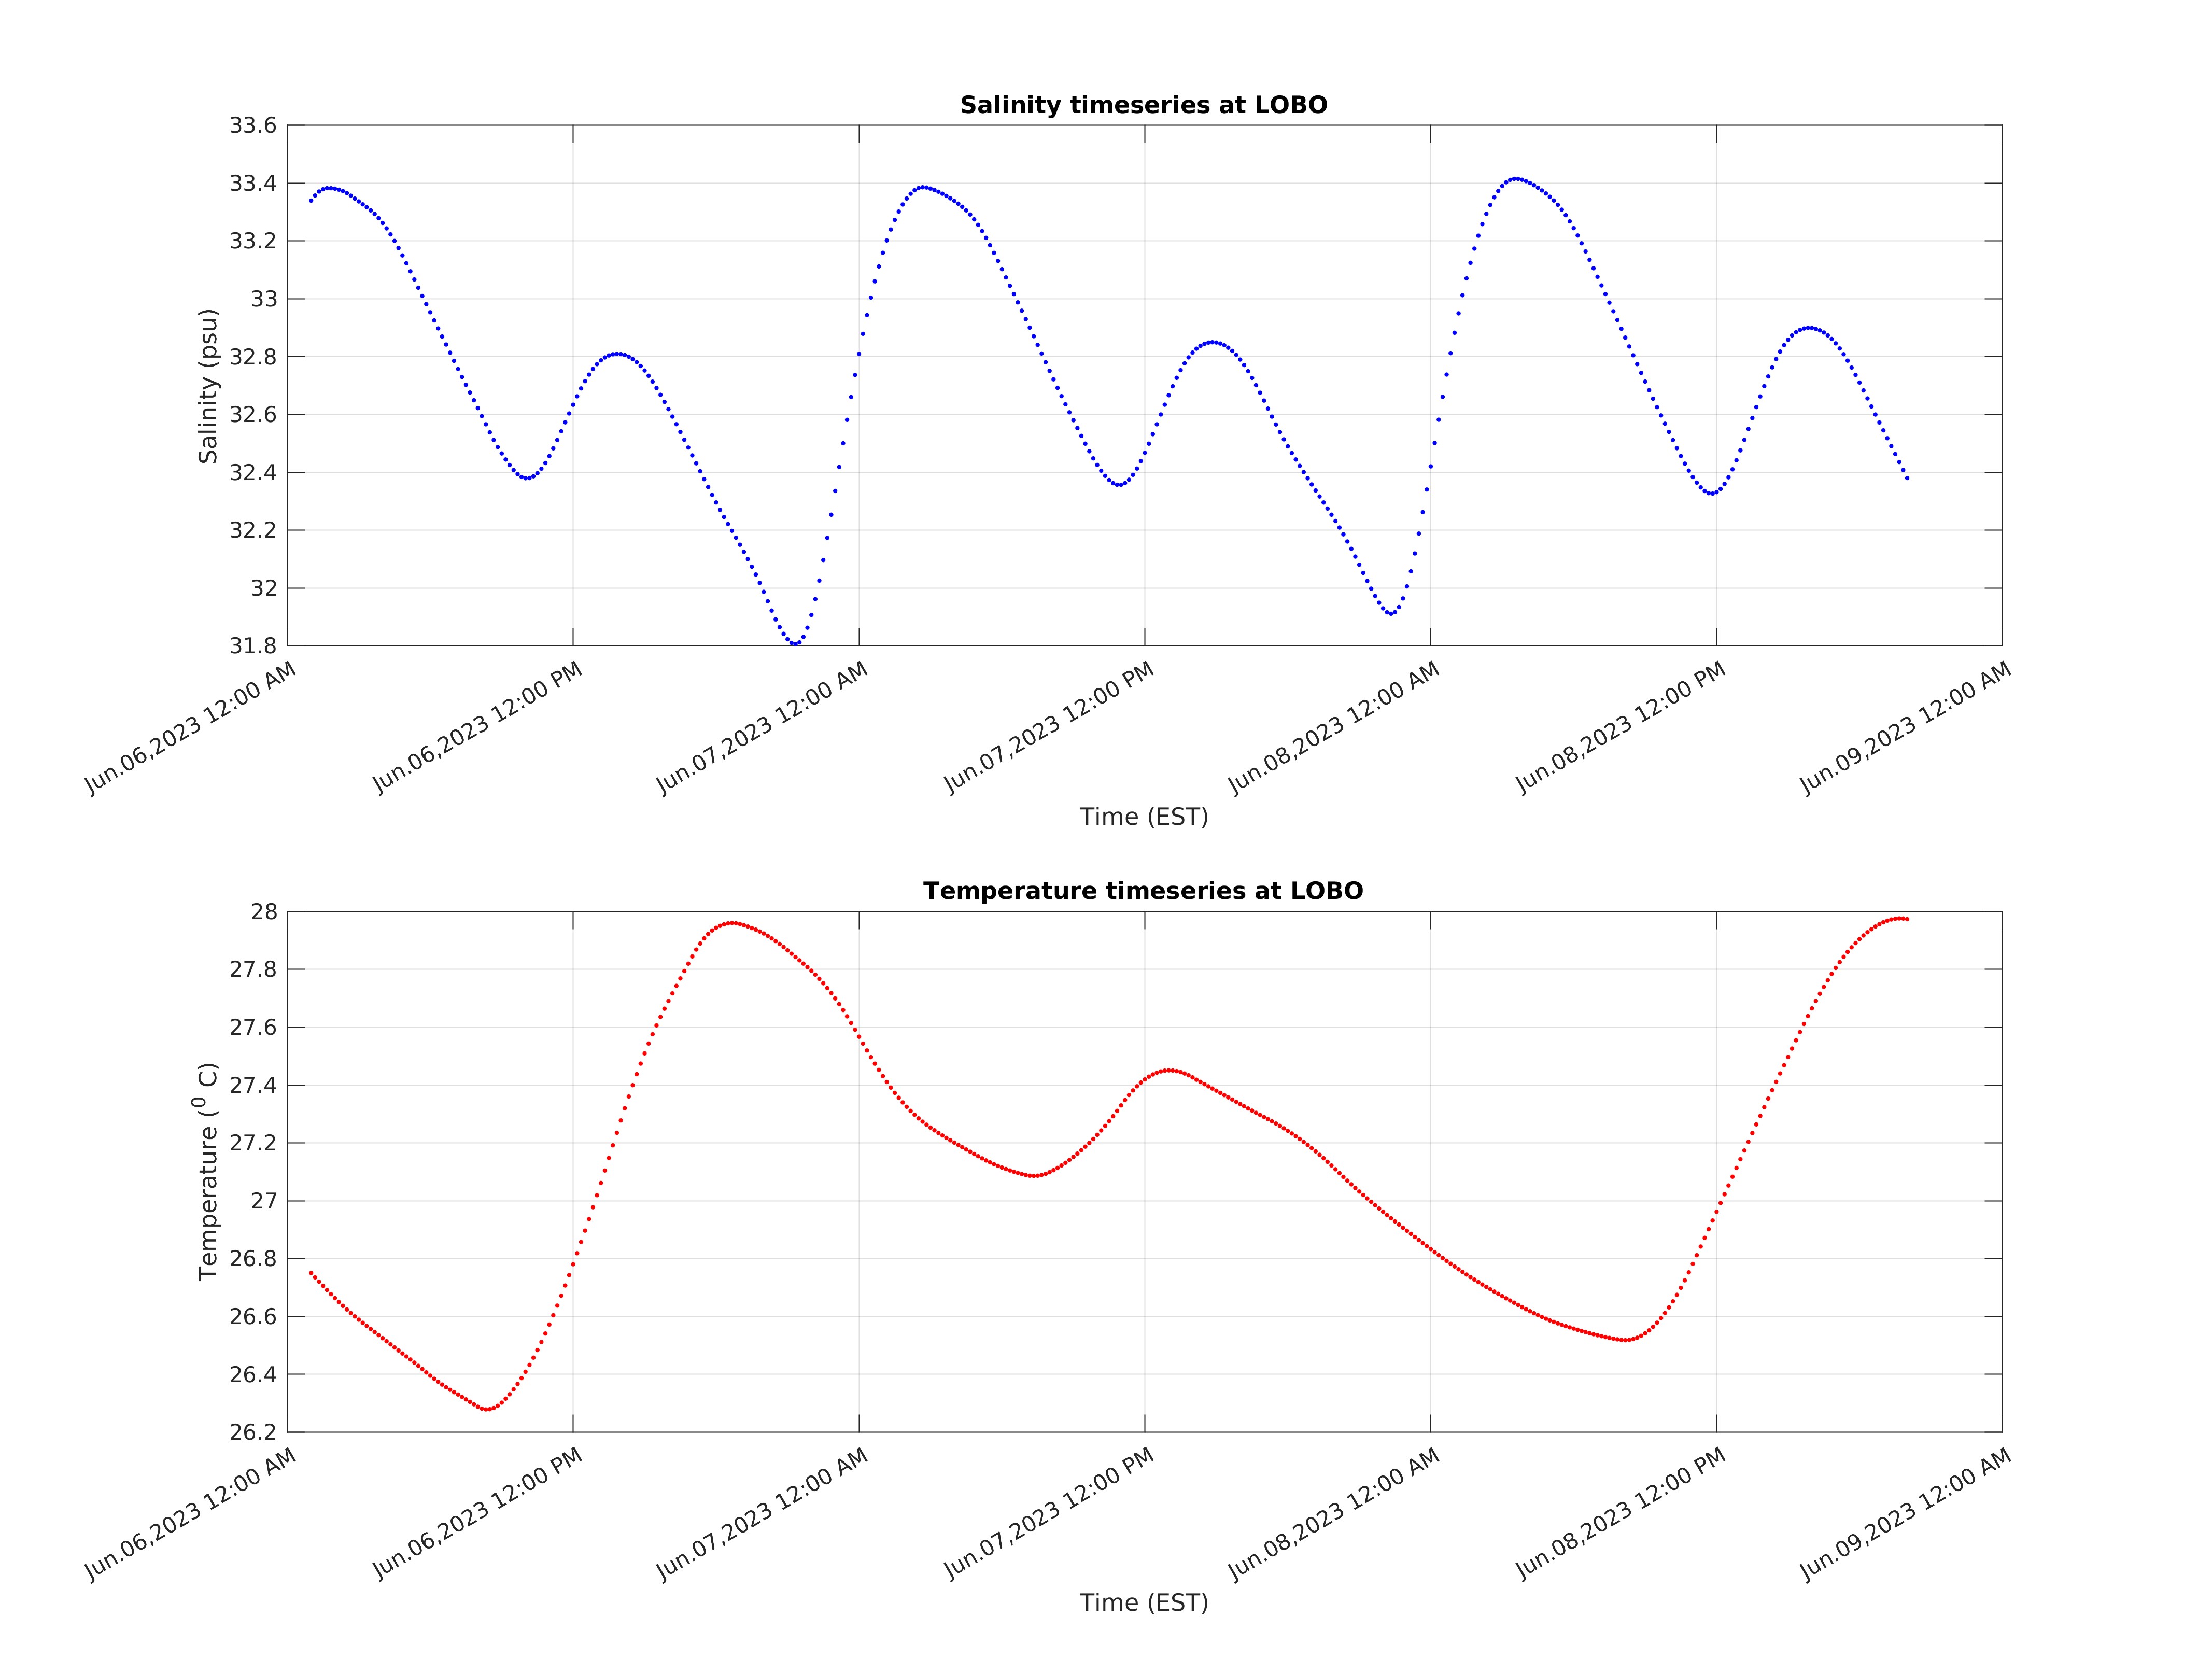 Salinity timeseries at LOBO
33.6
33.4
33.2
33
32.8
32.6
32.4
32.2
32
31.8
Salinity (psu)
Jun.06,2023 12:00 AM
Jun.06,2023 12:00 PM
Jun.07,2023 12:00 AM
Jun.07,2023 12:00 PM
Jun.08,2023 12:00 AM
Jun.08,2023 12:00 PM
Jun.09,2023 12:00 AM
Time (EST)
Temperature timeseries at LOBO
28
27.8
27.6
27.4
27.2
27
26.8
26.6
26.4
26.2
Temperature (⁰ C)
Jun.06,2023 12:00 AM
Jun.06,2023 12:00 PM
Jun.07,2023 12:00 AM
Jun.07,2023 12:00 PM
Jun.08,2023 12:00 AM
Jun.08,2023 12:00 PM
Jun.09,2023 12:00 AM
Time (EST)